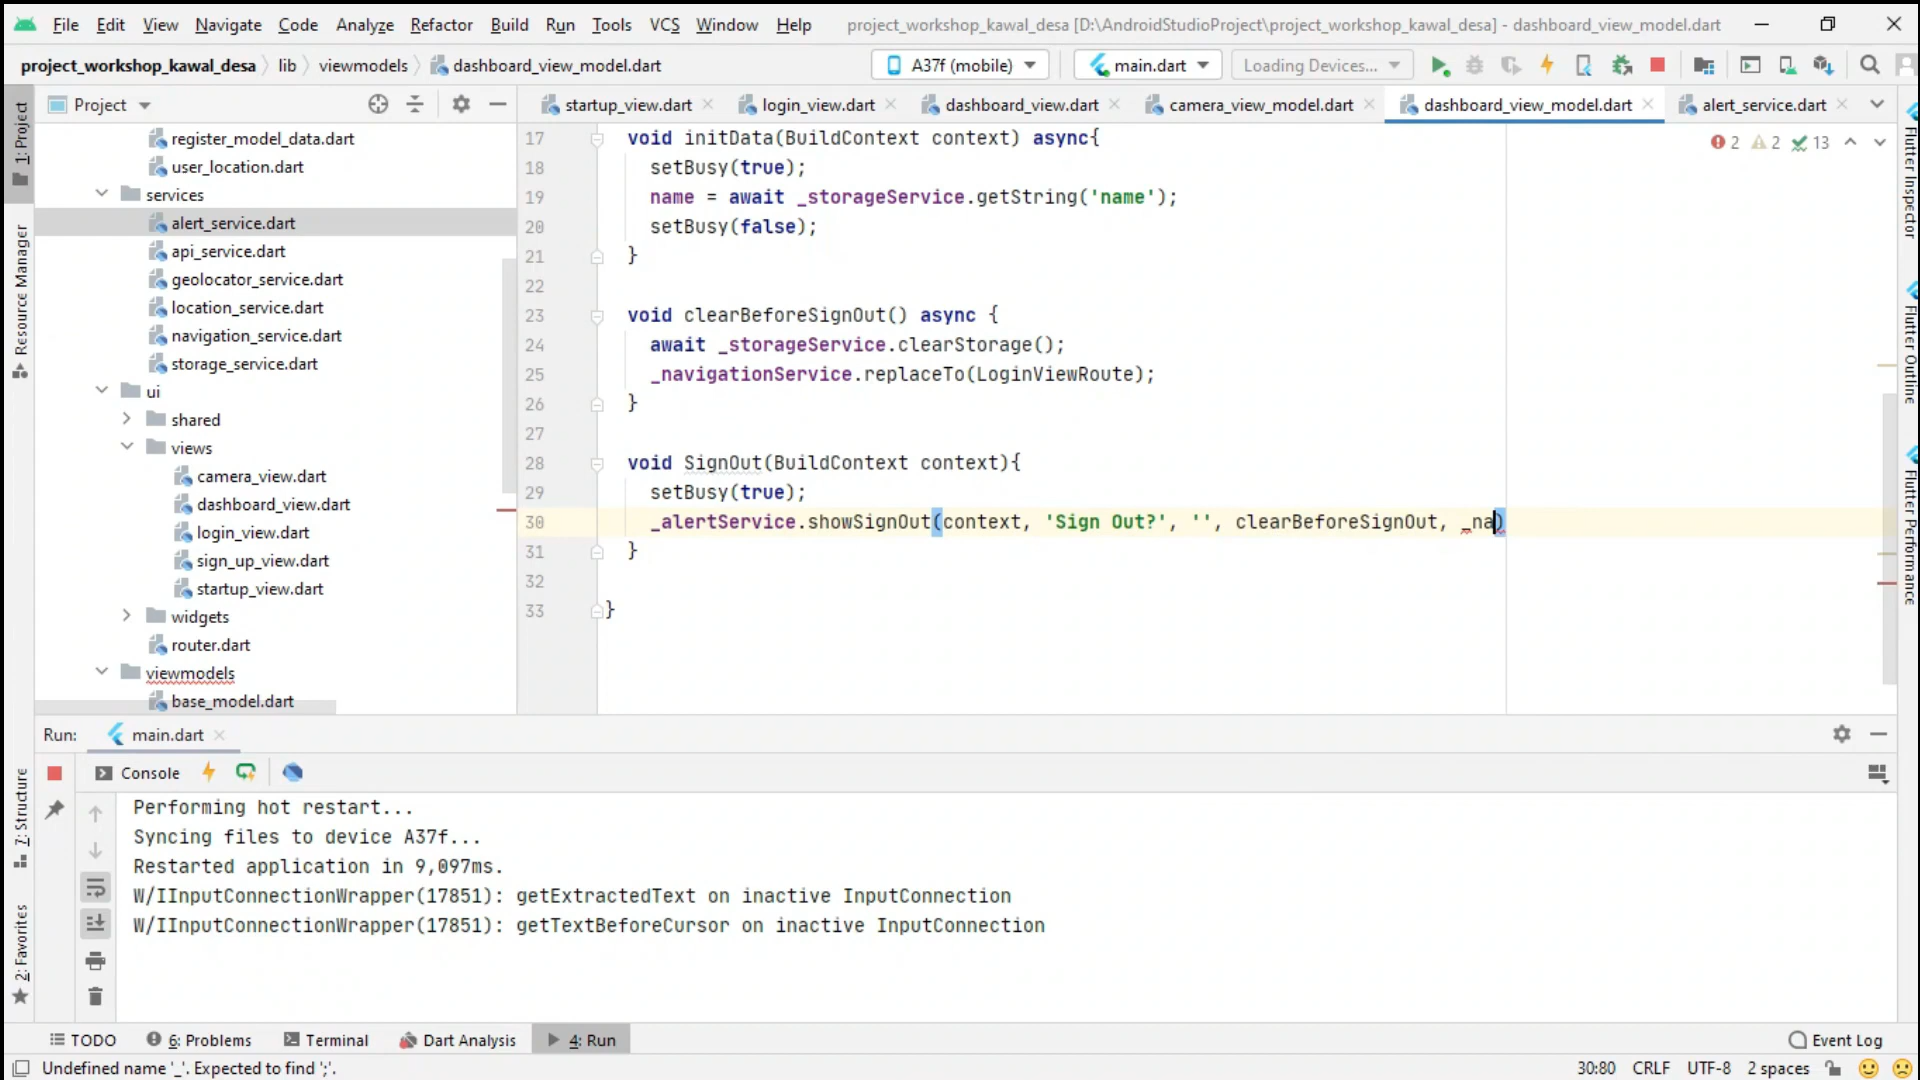 File Edit View Navigate Code Analyze Refactor Build Run Tools VCS Window Help project_workshop_kawal_desa [D:\AndroidStudioProject\project_workshop_kawal_desa] - dashboard_view_model.dart
project_workshop_kawal_desa lib viewmodels dashboard_view_model.dart A37f (mobile) main.dart Loading Devices...
Project startup_view.dart login_view.dart dashboard_view.dart camera_view_model.dart dashboard_view_model.dart alert_service.dart
1: Project
Resource Manager
7: Structure
2: Favorites
register_model_data.dart
user_location.dart
services
alert_service.dart
api_service.dart
geolocator_service.dart
location_service.dart
navigation_service.dart
storage_service.dart
ui
shared
views
camera_view.dart
dashboard_view.dart
login_view.dart
sign_up_view.dart
startup_view.dart
widgets
router.dart
viewmodels
base_model.dart
2 2 13
17 void initData(BuildContext context) async{
18 setBusy(true);
19 name = await _storageService.getString('name');
20 setBusy(false);
21 }
22
23 void clearBeforeSignOut() async {
24 await _storageService.clearStorage();
25 _navigationService.replaceTo(LoginViewRoute);
26 }
27
28 void SignOut(BuildContext context){
29 setBusy(true);
30 _alertService.showSignOut(context, 'Sign Out?', '', clearBeforeSignOut, _na)
31 }
32
33 }
Flutter Inspector
Flutter Outline
Flutter Performance
Run: main.dart
Console
Performing hot restart...
Syncing files to device A37f...
Restarted application in 9,097ms.
W/IInputConnectionWrapper(17851): getExtractedText on inactive InputConnection
W/IInputConnectionWrapper(17851): getTextBeforeCursor on inactive InputConnection
TODO 6: Problems Terminal Dart Analysis 4: Run Event Log
Undefined name '_'. Expected to find ';'. 30:80 CRLF UTF-8 2 spaces